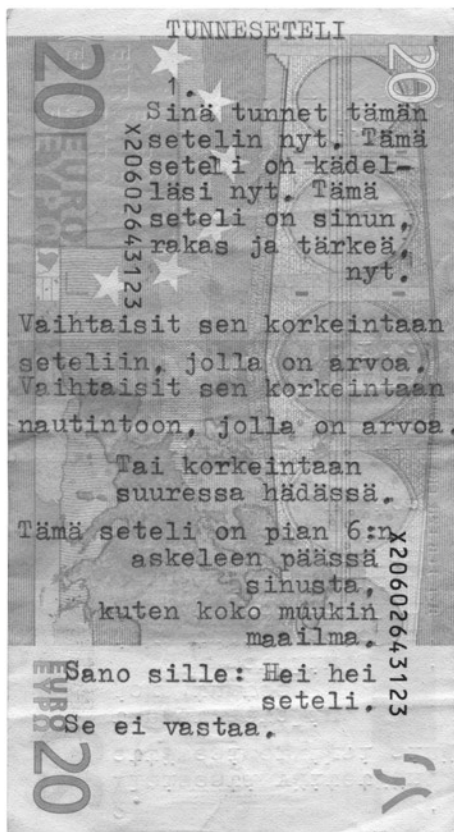 TUNNESETELI
1.
Sinä tunnet tämän
setelin nyt. Tämä
seteli on kädel-
läsi nyt. Tämä
seteli on sinun,
rakas ja tärkeä,
nyt.
Vaihtaisit sen korkeintaan
seteliin, jolla on arvoa.
Vaihtaisit sen korkeintaan
nautintoon, jolla on arvoa.
Tai korkeintaan
suuressa hädässä.
Tämä seteli on pian 6:n
askeleen päässä
sinusta,
kuten koko muukin
maailma.
Sano sille: Hei hei
seteli.
Se ei vastaa.
20
20
EURO
ΕΥΡΩ
X20602643123
X20602643123
EURO
ΕΥΡΩ
20